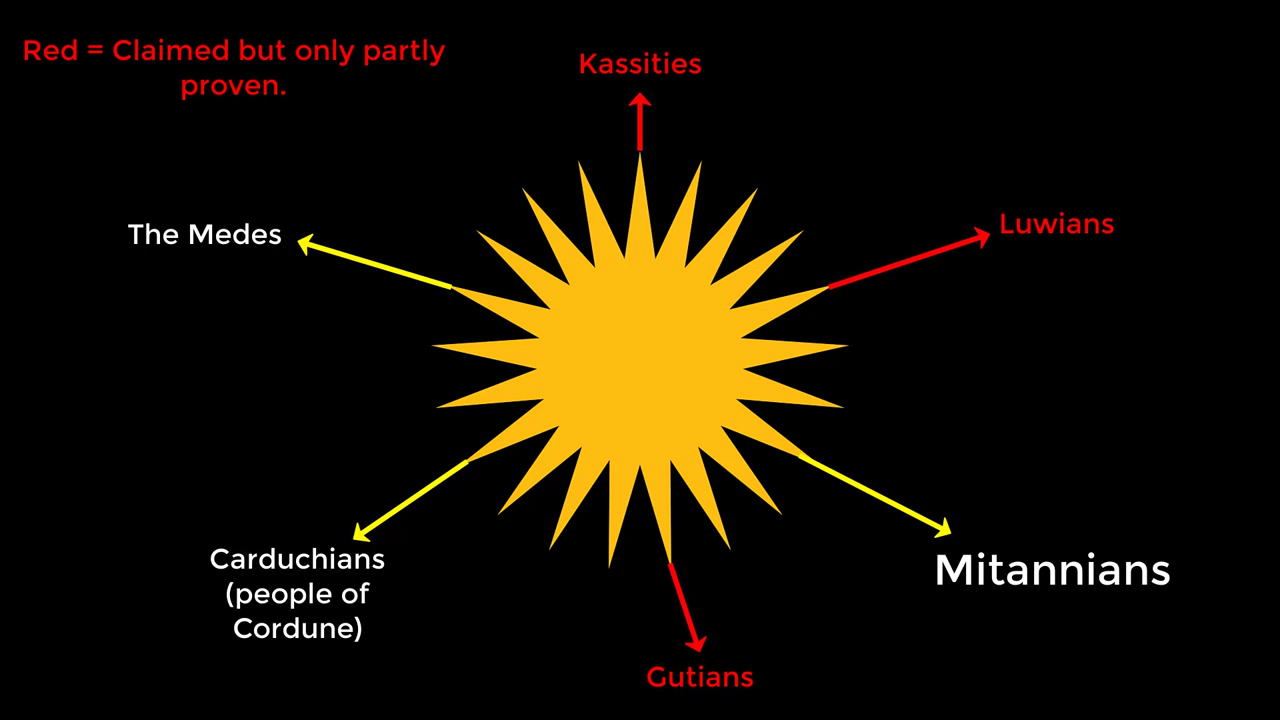 Red = Claimed but only partly
proven.
Kassities
Luwians
The Medes
Carduchians
(people of
Cordune)
Mitannians
Gutians